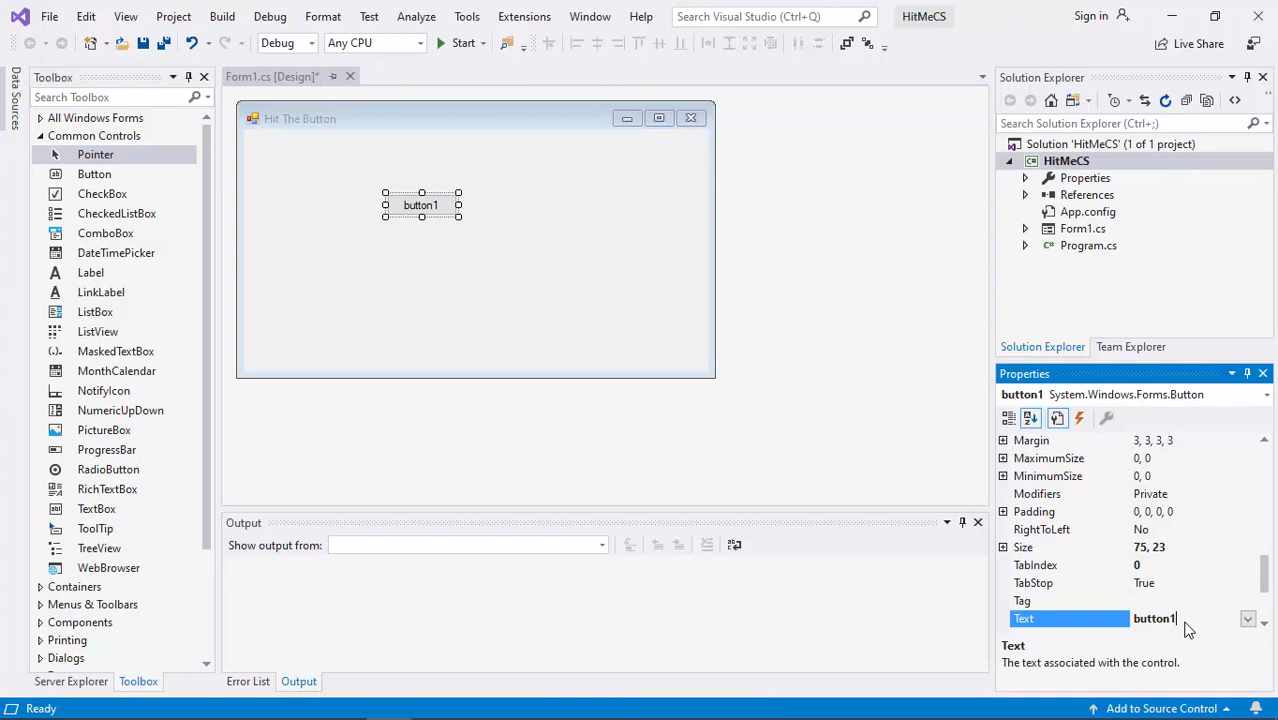 File Edit View Project Build Debug Format Test Analyze Tools Extensions Window Help Search Visual Studio (Ctrl+Q) HitMeCS Sign in
Debug Any CPU Start Live Share
Data Sources
Toolbox
Search Toolbox
All Windows Forms
Common Controls
Pointer
Button
CheckBox
CheckedListBox
ComboBox
DateTimePicker
Label
LinkLabel
ListBox
ListView
MaskedTextBox
MonthCalendar
NotifyIcon
NumericUpDown
PictureBox
ProgressBar
RadioButton
RichTextBox
TextBox
ToolTip
TreeView
WebBrowser
Containers
Menus & Toolbars
Components
Printing
Dialogs
Server Explorer Toolbox
Form1.cs [Design]*
Hit The Button
button1
Output
Show output from:
Error List Output
Solution Explorer
Search Solution Explorer (Ctrl+;)
Solution 'HitMeCS' (1 of 1 project)
HitMeCS
Properties
References
App.config
Form1.cs
Program.cs
Solution Explorer Team Explorer
Properties
button1 System.Windows.Forms.Button
Margin 3, 3, 3, 3
MaximumSize 0, 0
MinimumSize 0, 0
Modifiers Private
Padding 0, 0, 0, 0
RightToLeft No
Size 75, 23
TabIndex 0
TabStop True
Tag
Text button1
Text
The text associated with the control.
Ready Add to Source Control